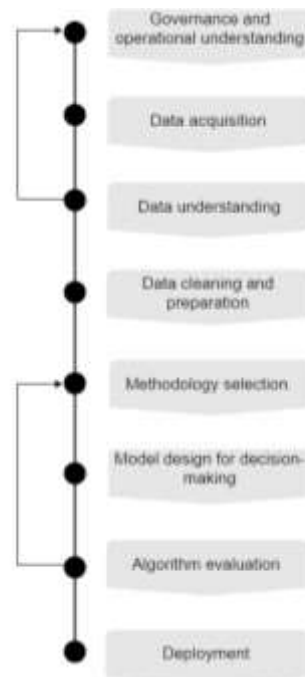 Governance and
operational understanding
Data acquisition
Data understanding
Data cleaning and
preparation
Methodology selection
Model design for decision-
making
Algorithm evaluation
Deployment